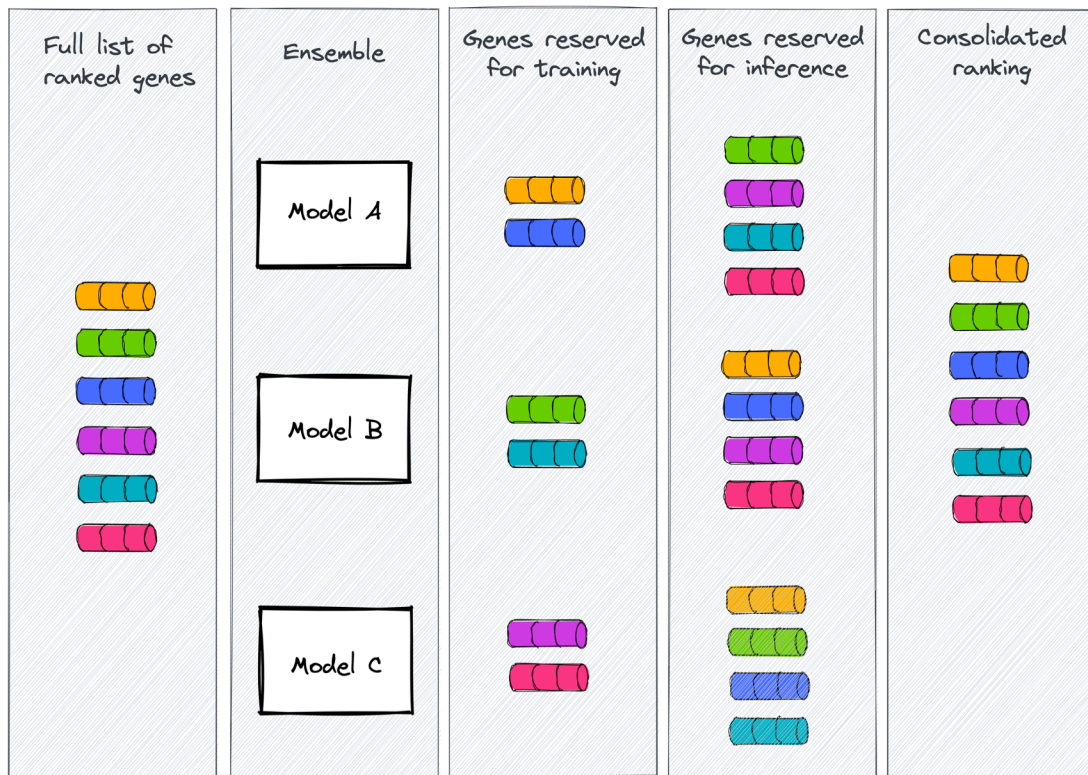 Full list of
ranked genes
Ensemble
Genes reserved
for training
Genes reserved
for inference
Consolidated
ranking
Model A
Model B
Model C